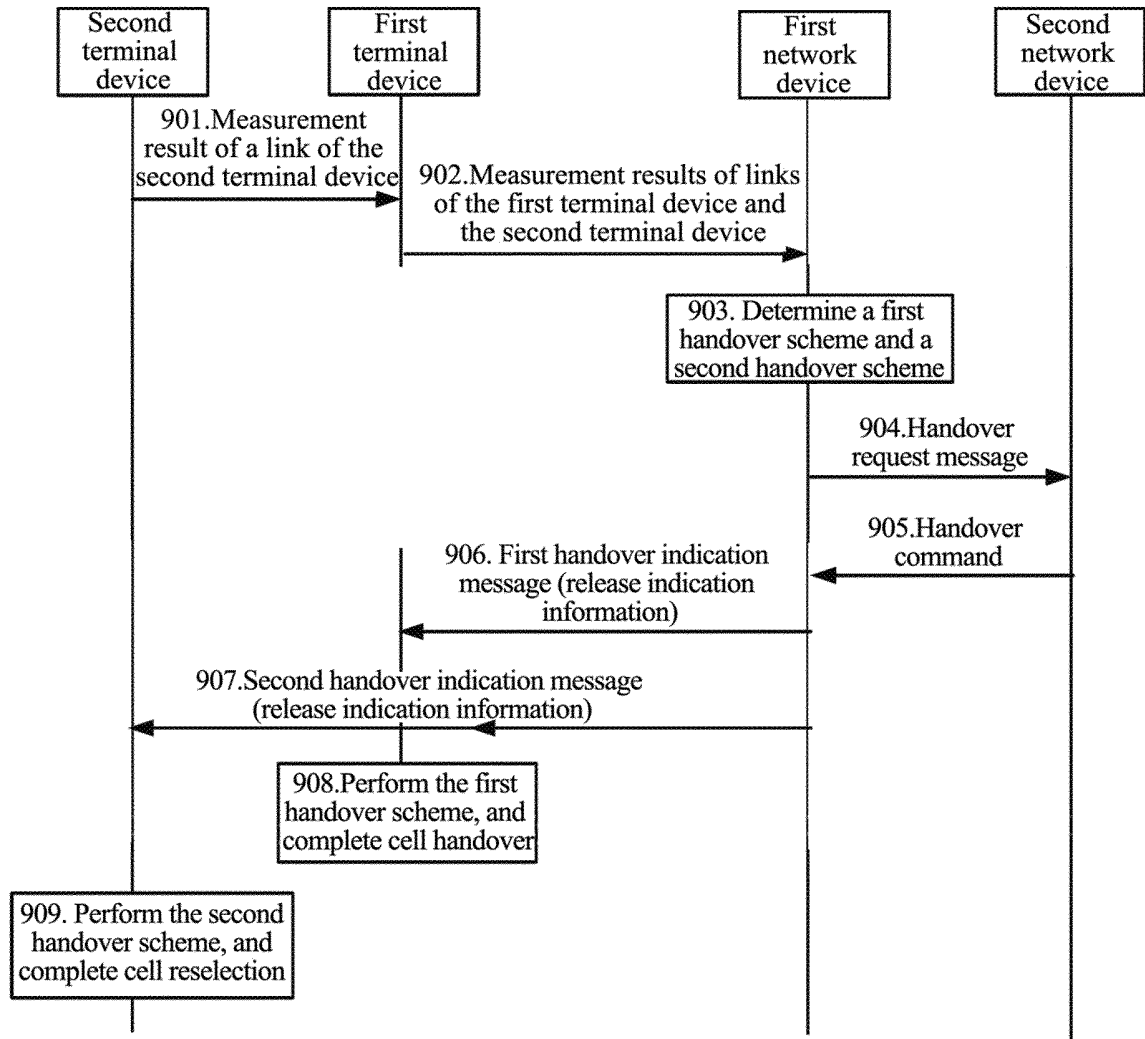 Second
terminal
device
First
terminal
device
First
network
device
Second
network
device
901.Measurement
result of a link of the
second terminal device
902.Measurement results of links
of the first terminal device and
the second terminal device
903. Determine a first
handover scheme and a
second handover scheme
904.Handover
request message
905.Handover
command
906. First handover indication
message (release indication
information)
907.Second handover indication message
(release indication information)
908.Perform the first
handover scheme, and
complete cell handover
909. Perform the second
handover scheme, and
complete cell reselection